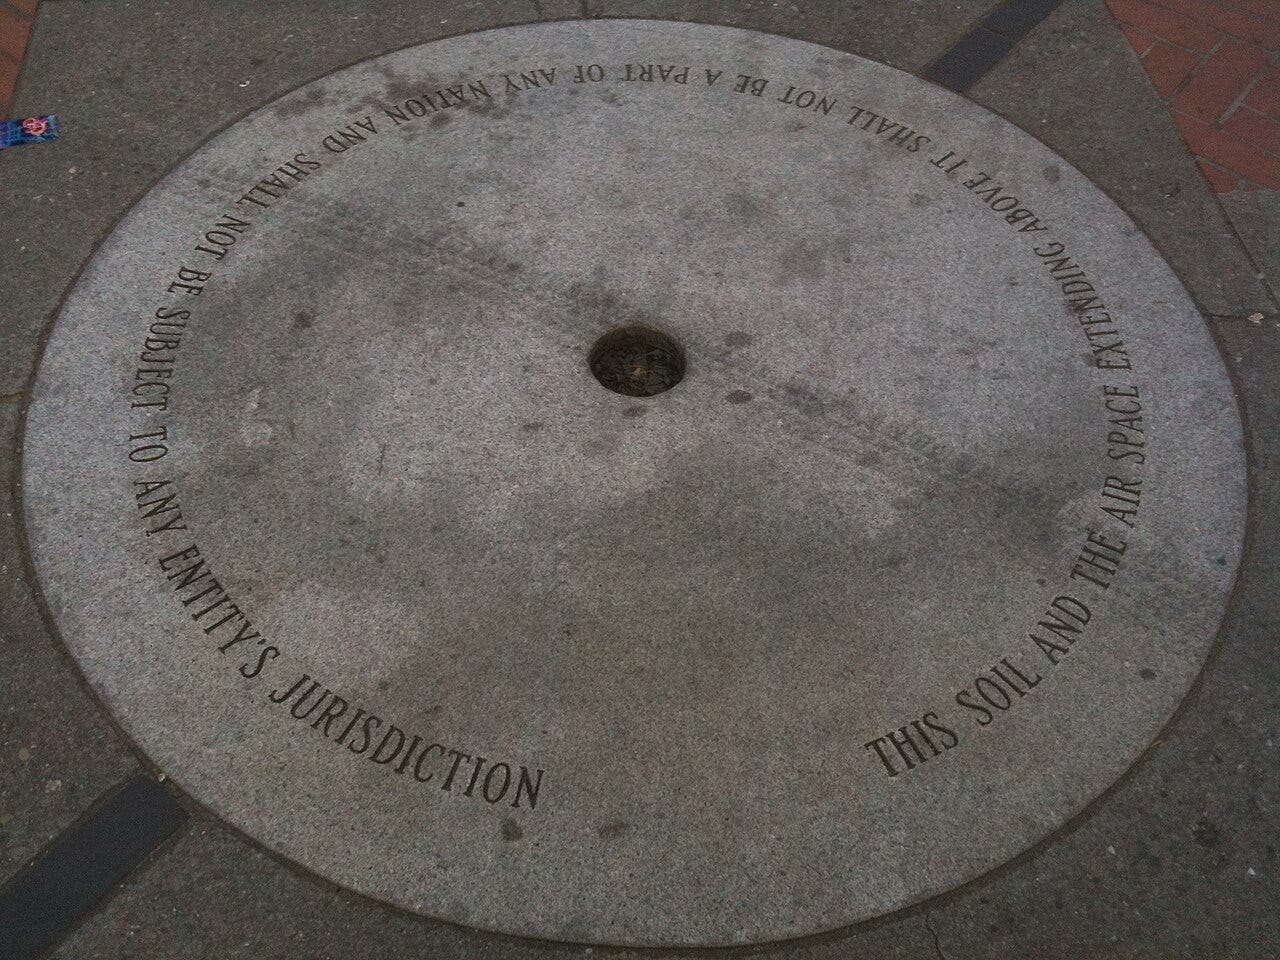 THIS SOIL AND THE AIR SPACE EXTENDING ABOVE IT SHALL NOT BE A PART OF ANY NATION AND SHALL NOT BE SUBJECT TO ANY ENTITY'S JURISDICTION